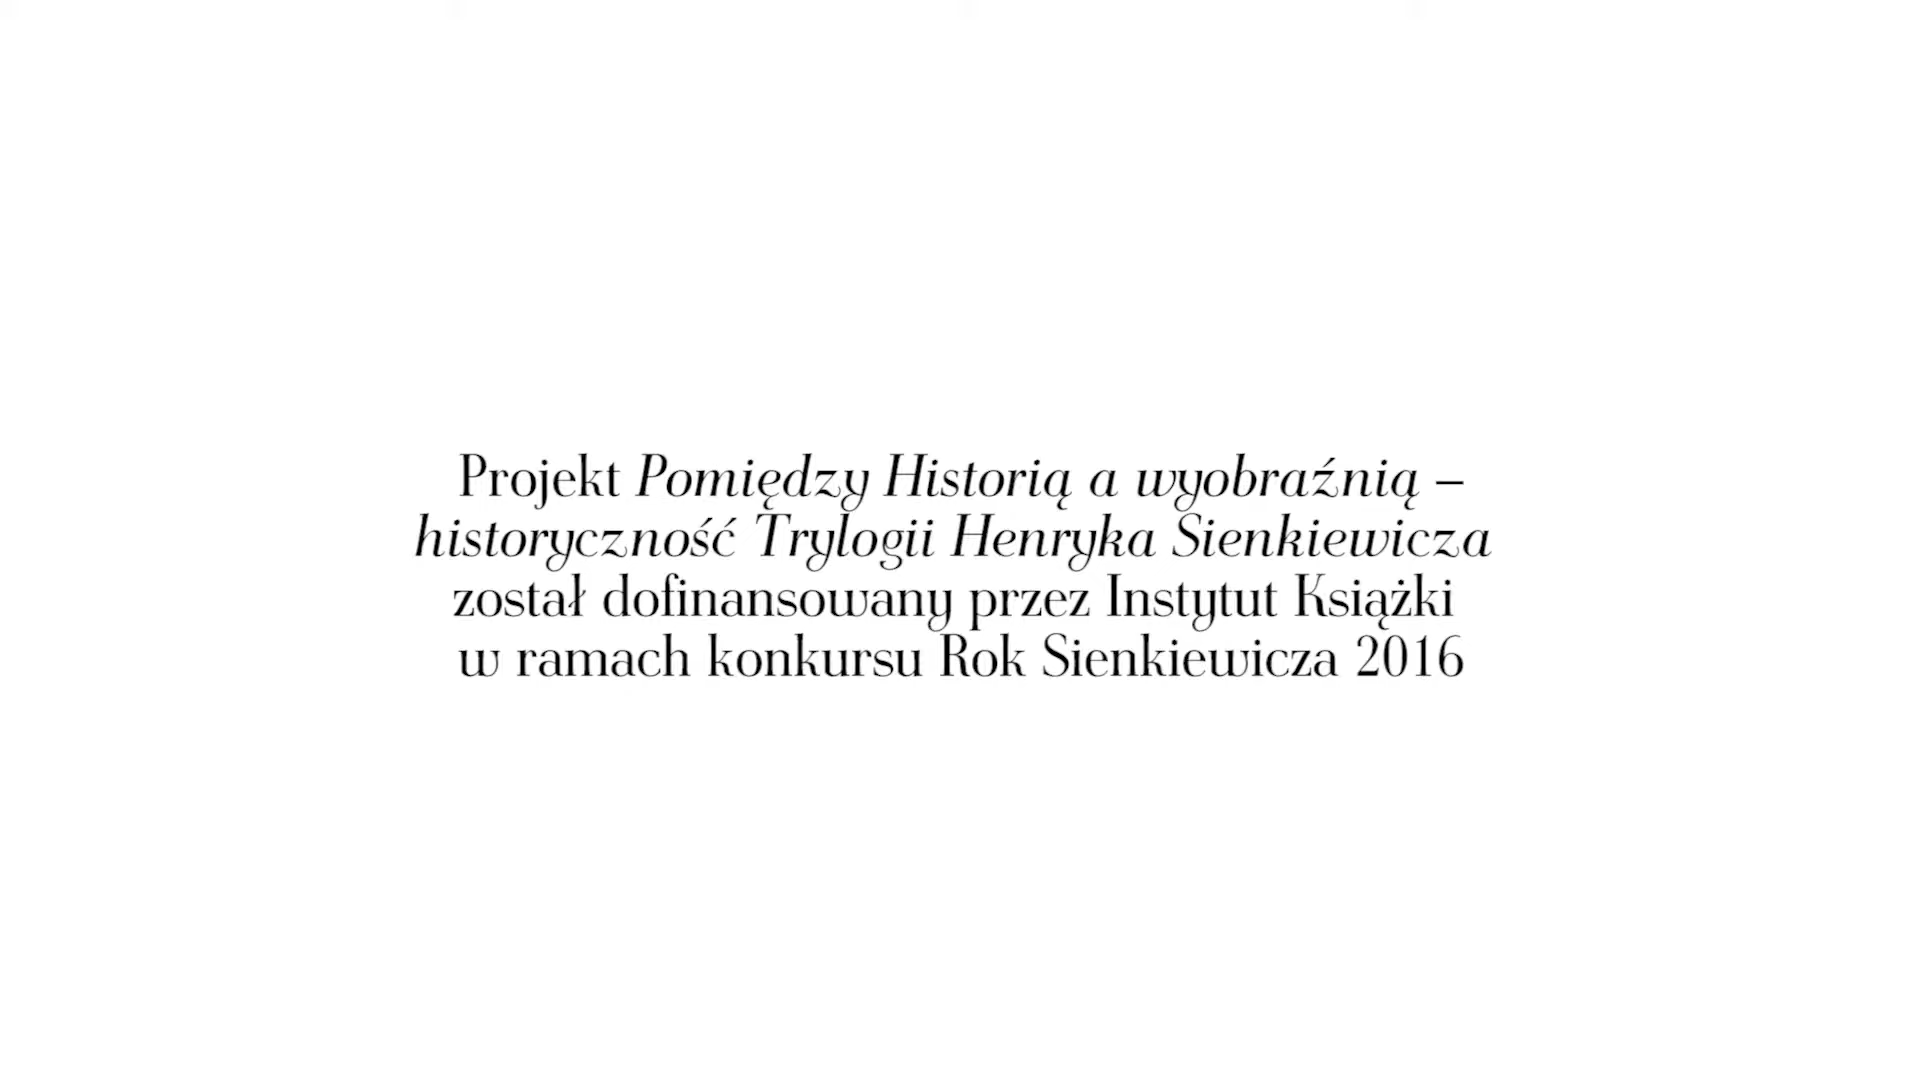 Projekt Pomiędzy Historią a wyobraźnią –
historyczność Trylogii Henryka Sienkiewicza
został dofinansowany przez Instytut Książki
w ramach konkursu Rok Sienkiewicza 2016